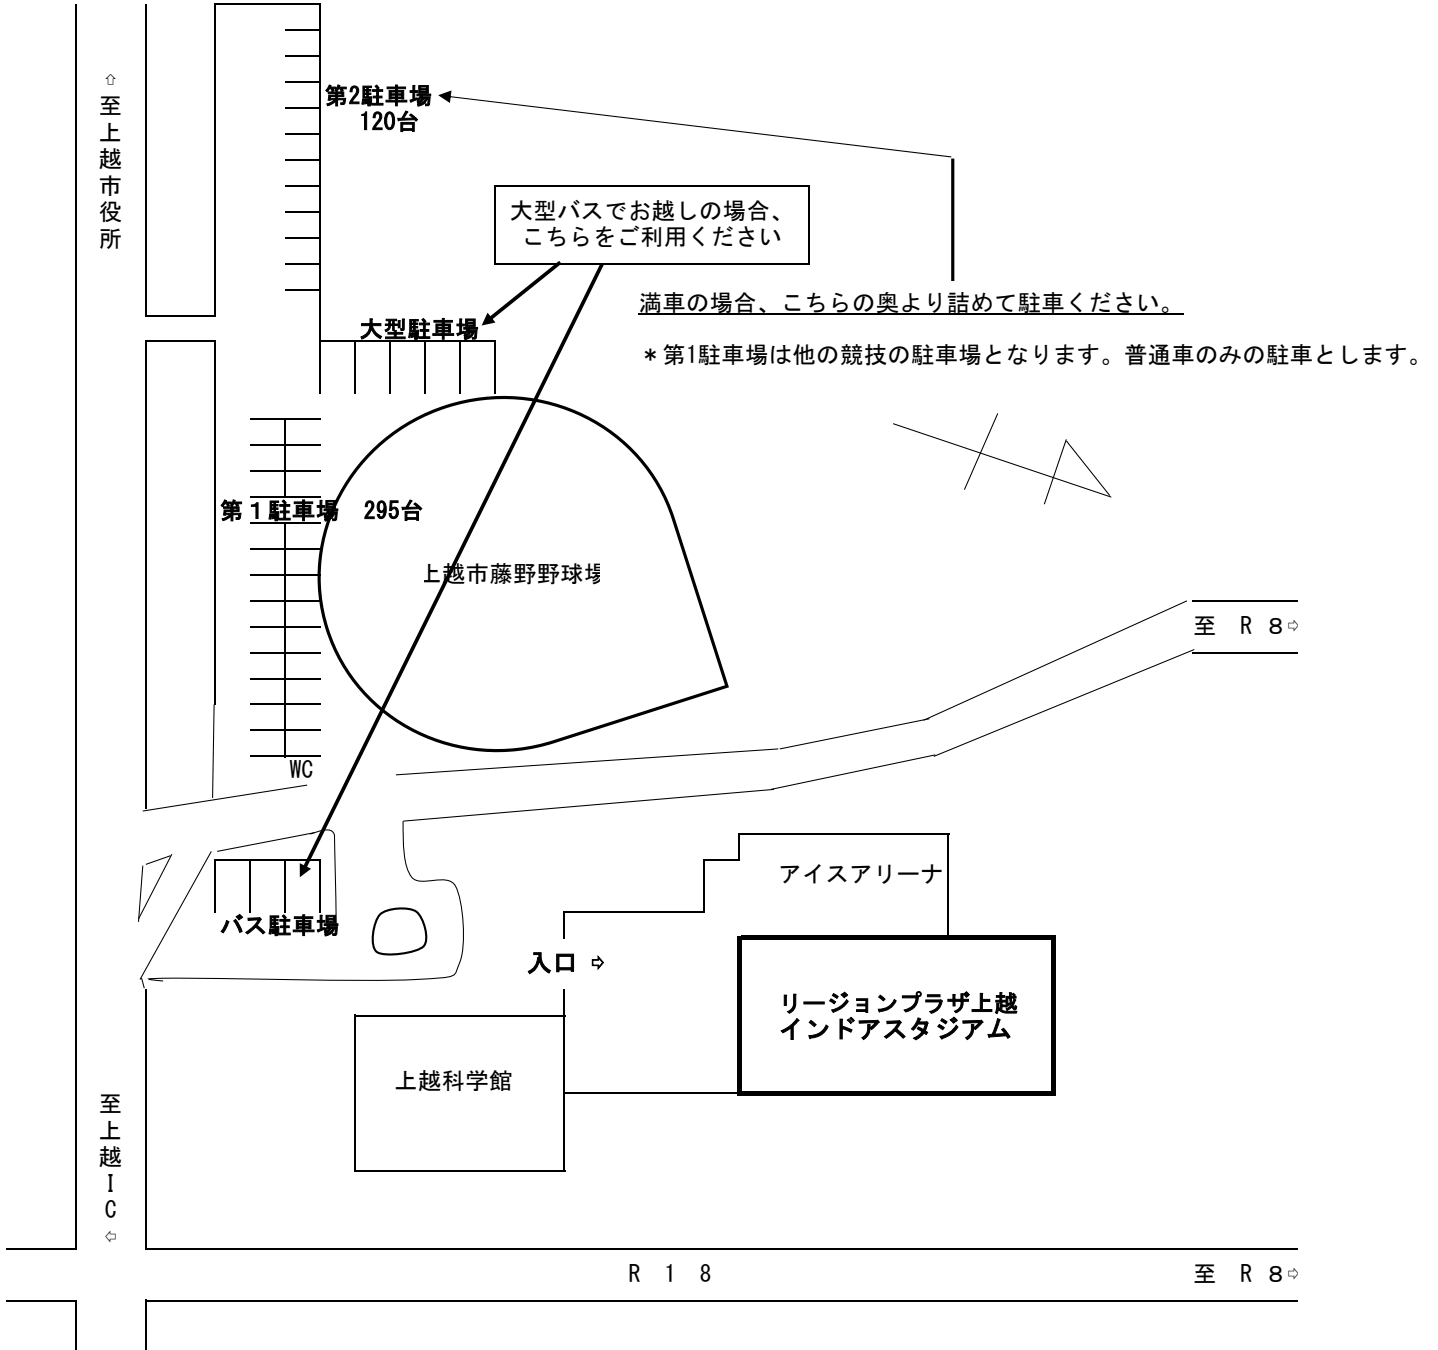 ⇧至上越市役所
第2駐車場
120台
大型バスでお越しの場合、
こちらをご利用ください
満車の場合、こちらの奥より詰めて駐車ください。
大型駐車場
*第1駐車場は他の競技の駐車場となります。普通車のみの駐車とします。
第1駐車場 295台
上越市藤野野球場
至 R 8⇨
WC
アイスアリーナ
バス駐車場
入口 ⇨
リージョンプラザ上越
インドアスタジアム
上越科学館
至上越IC⇦
R 1 8
至 R 8⇨